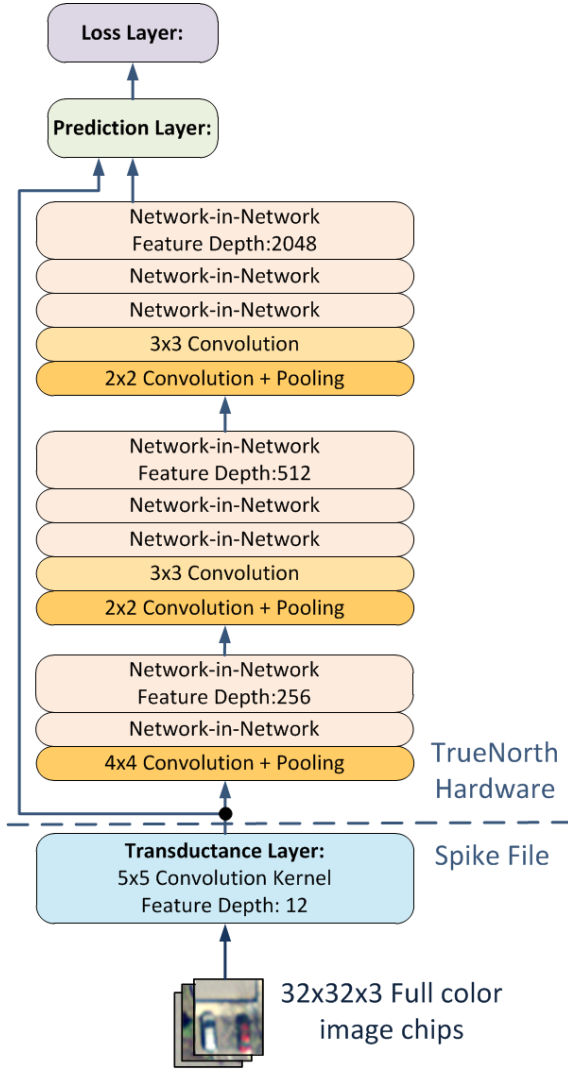 Loss Layer:
Prediction Layer:
Network-in-Network
Feature Depth:2048
Network-in-Network
Network-in-Network
3x3 Convolution
2x2 Convolution + Pooling
Network-in-Network
Feature Depth:512
Network-in-Network
Network-in-Network
3x3 Convolution
2x2 Convolution + Pooling
Network-in-Network
Feature Depth:256
Network-in-Network
4x4 Convolution + Pooling
TrueNorth
Hardware
Transductance Layer:
5x5 Convolution Kernel
Feature Depth: 12
Spike File
32x32x3 Full color
image chips